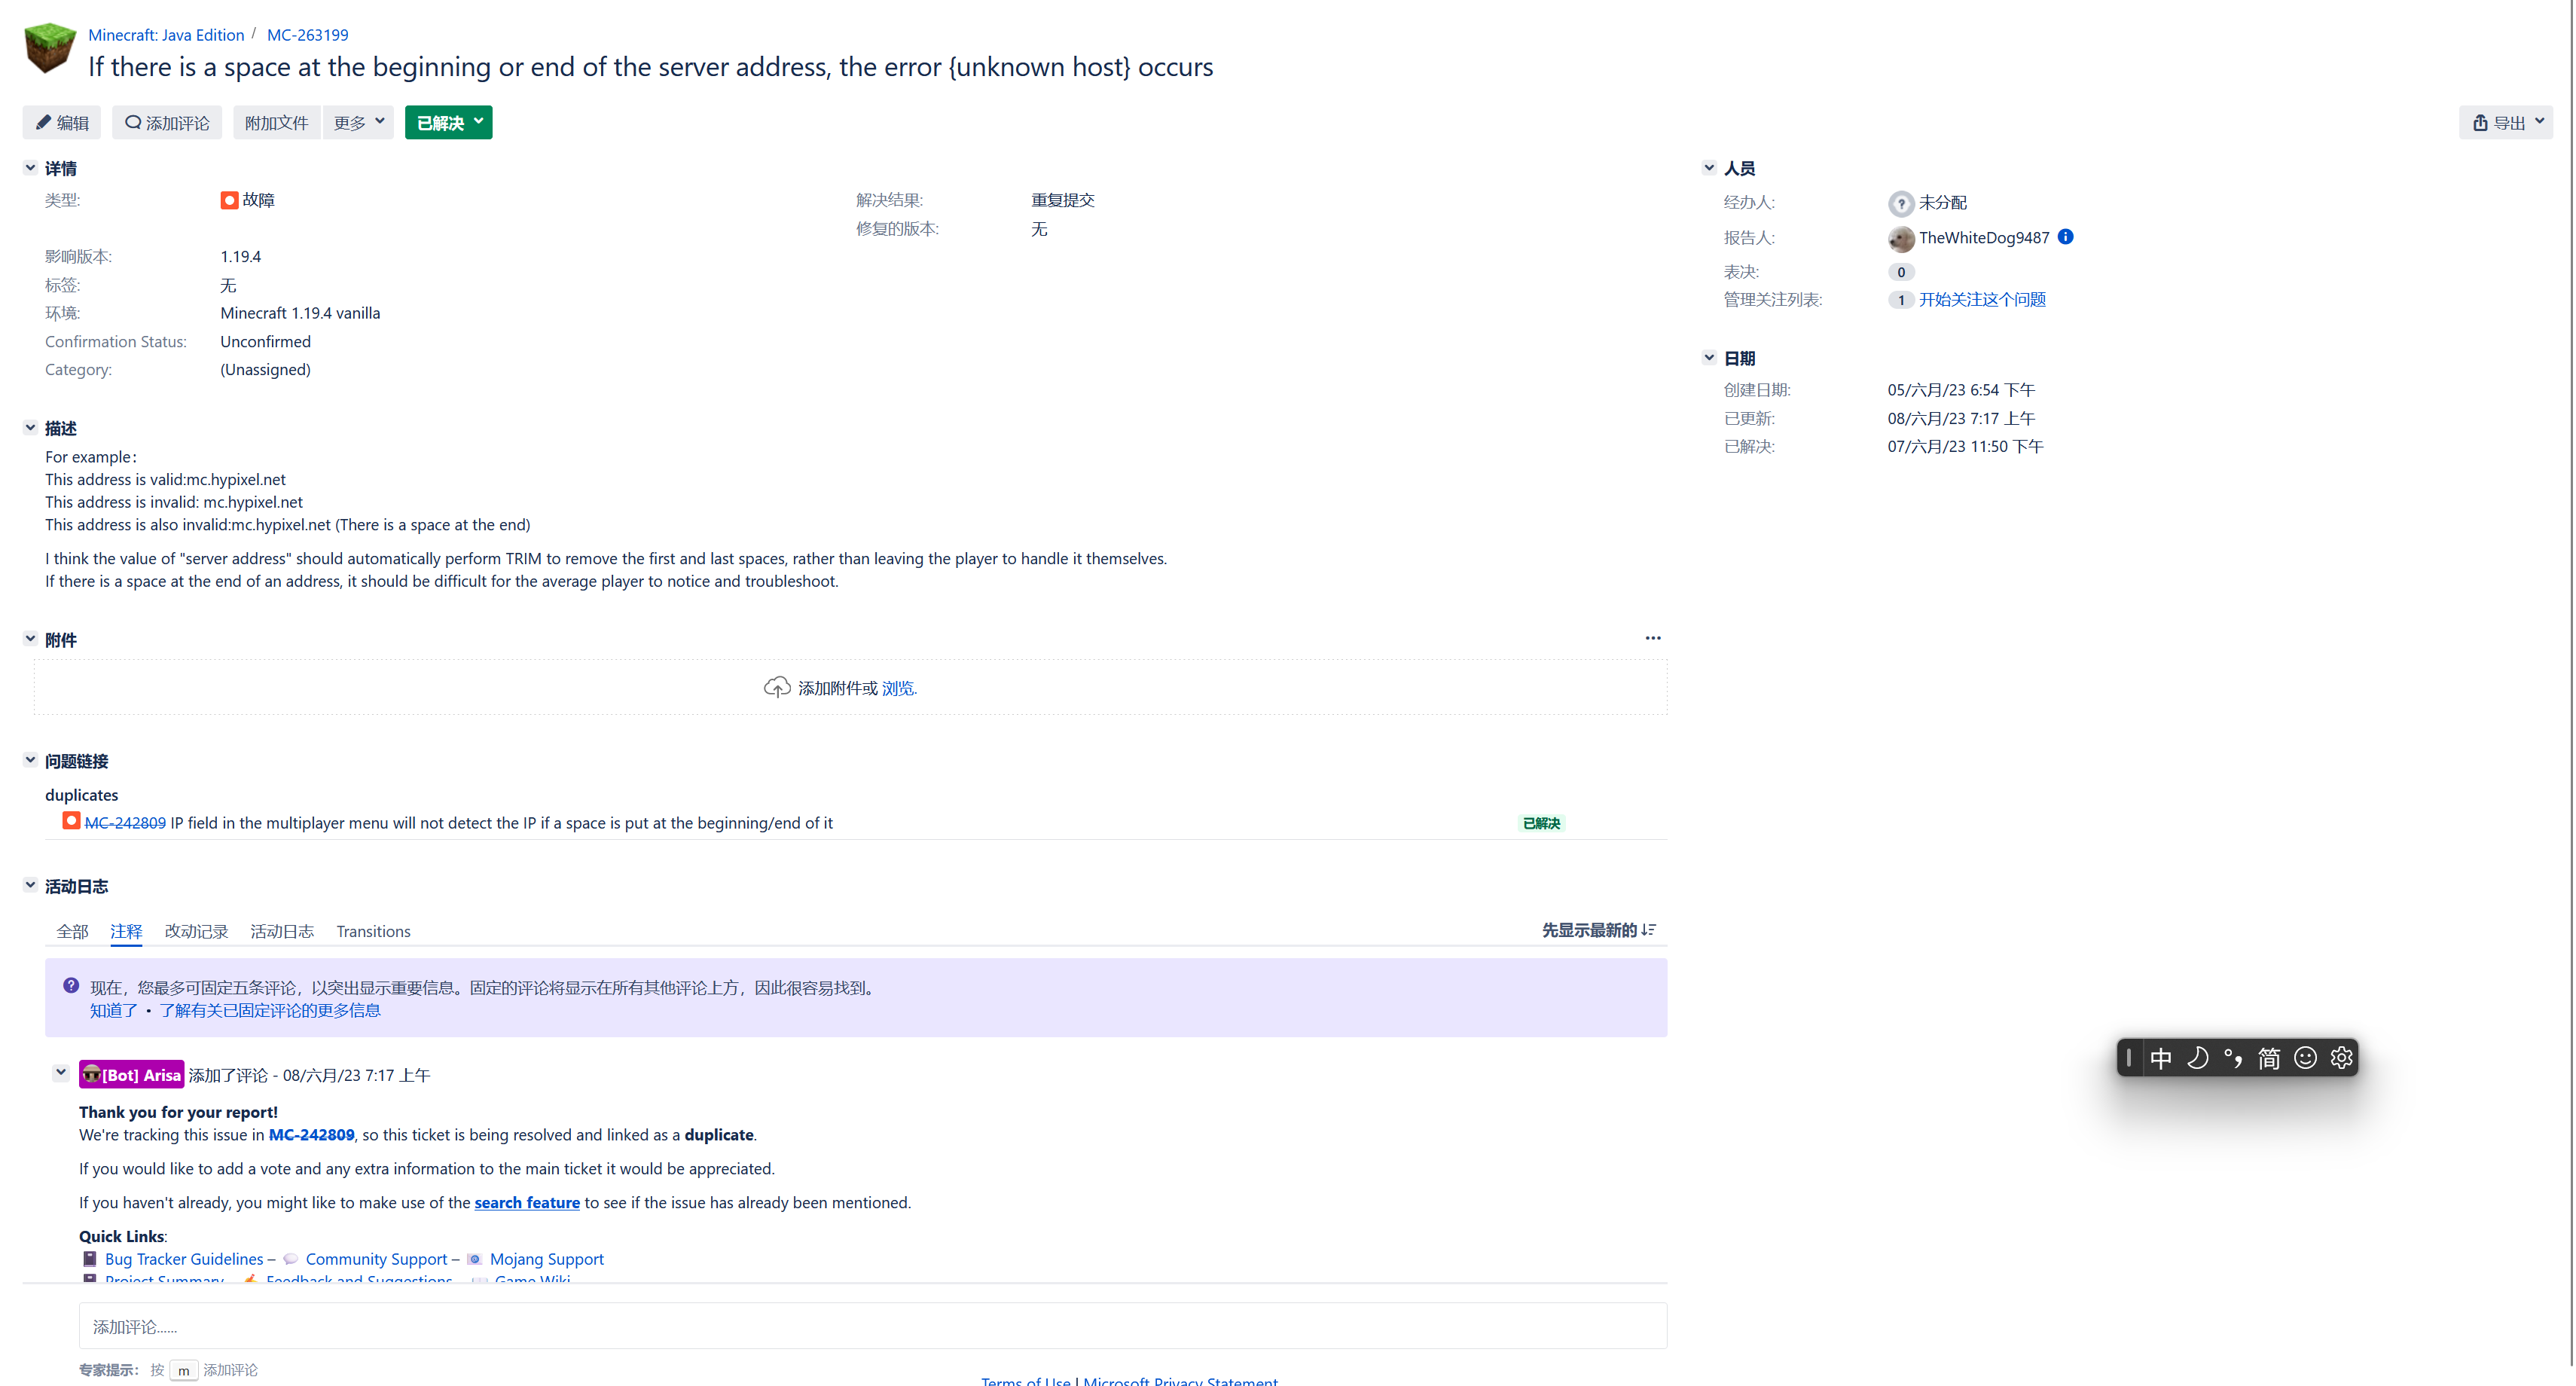 Minecraft: Java Edition / MC-263199
If there is a space at the beginning or end of the server address, the error {unknown host} occurs
编辑 添加评论 附加文件 更多 已解决 导出
详情
类型: 故障 解决结果: 重复提交
修复的版本: 无
影响版本: 1.19.4
标签: 无
环境: Minecraft 1.19.4 vanilla
Confirmation Status: Unconfirmed
Category: (Unassigned)
描述
For example：
This address is valid:mc.hypixel.net
This address is invalid: mc.hypixel.net
This address is also invalid:mc.hypixel.net (There is a space at the end)
I think the value of "server address" should automatically perform TRIM to remove the first and last spaces, rather than leaving the player to handle it themselves.
If there is a space at the end of an address, it should be difficult for the average player to notice and troubleshoot.
附件
添加附件或 浏览.
问题链接
duplicates
MC-242809 IP field in the multiplayer menu will not detect the IP if a space is put at the beginning/end of it 已解决
活动日志
全部 注释 改动记录 活动日志 Transitions 先显示最新的
现在，您最多可固定五条评论，以突出显示重要信息。固定的评论将显示在所有其他评论上方，因此很容易找到。
知道了 • 了解有关已固定评论的更多信息
[Bot] Arisa 添加了评论 - 08/六月/23 7:17 上午
Thank you for your report!
We're tracking this issue in MC-242809, so this ticket is being resolved and linked as a duplicate.
If you would like to add a vote and any extra information to the main ticket it would be appreciated.
If you haven't already, you might like to make use of the search feature to see if the issue has already been mentioned.
Quick Links:
Bug Tracker Guidelines – Community Support – Mojang Support
Project Summary – Feedback and Suggestions – Game Wiki
添加评论......
专家提示: 按 m 添加评论
Terms of Use | Microsoft Privacy Statement
人员
经办人: 未分配
报告人: TheWhiteDog9487
表决: 0
管理关注列表: 1 开始关注这个问题
日期
创建日期: 05/六月/23 6:54 下午
已更新: 08/六月/23 7:17 上午
已解决: 07/六月/23 11:50 下午
中 °, 简